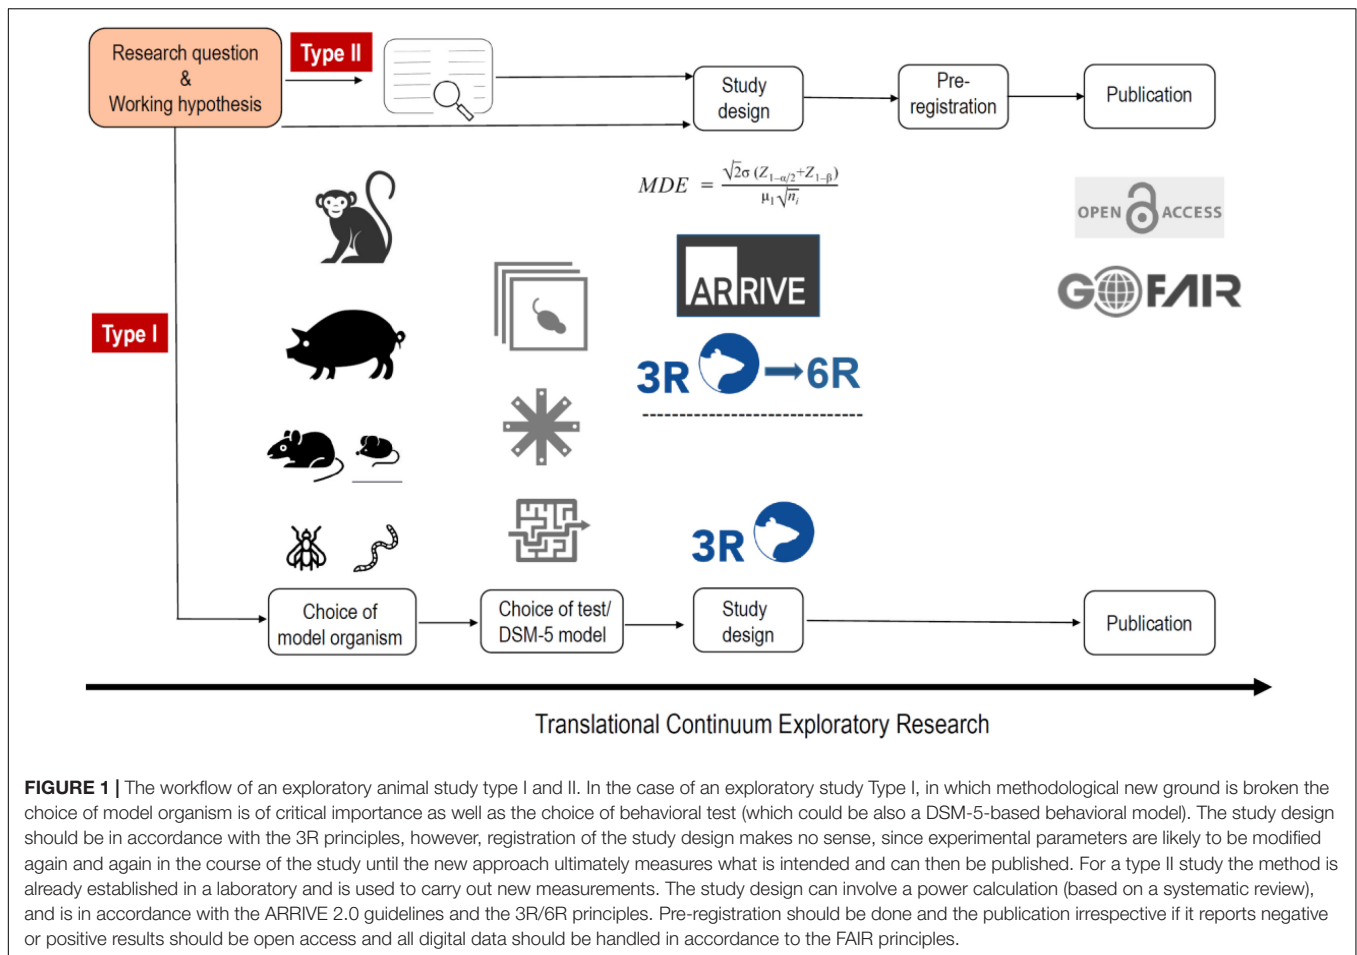 Research question
&
Working hypothesis
Type II
Study
design
Pre-
registration
Publication
MDE = √2σ (Z1−α/2+Z1−β) / μ1√ni
OPEN ACCESS
GO FAIR
ARRIVE
3R → 6R
Type I
3R
Choice of
model organism
Choice of test/
DSM-5 model
Study
design
Publication
Translational Continuum Exploratory Research
FIGURE 1 | The workflow of an exploratory animal study type I and II. In the case of an exploratory study Type I, in which methodological new ground is broken the
choice of model organism is of critical importance as well as the choice of behavioral test (which could be also a DSM-5-based behavioral model). The study design
should be in accordance with the 3R principles, however, registration of the study design makes no sense, since experimental parameters are likely to be modified
again and again in the course of the study until the new approach ultimately measures what is intended and can then be published. For a type II study the method is
already established in a laboratory and is used to carry out new measurements. The study design can involve a power calculation (based on a systematic review),
and is in accordance with the ARRIVE 2.0 guidelines and the 3R/6R principles. Pre-registration should be done and the publication irrespective if it reports negative
or positive results should be open access and all digital data should be handled in accordance to the FAIR principles.